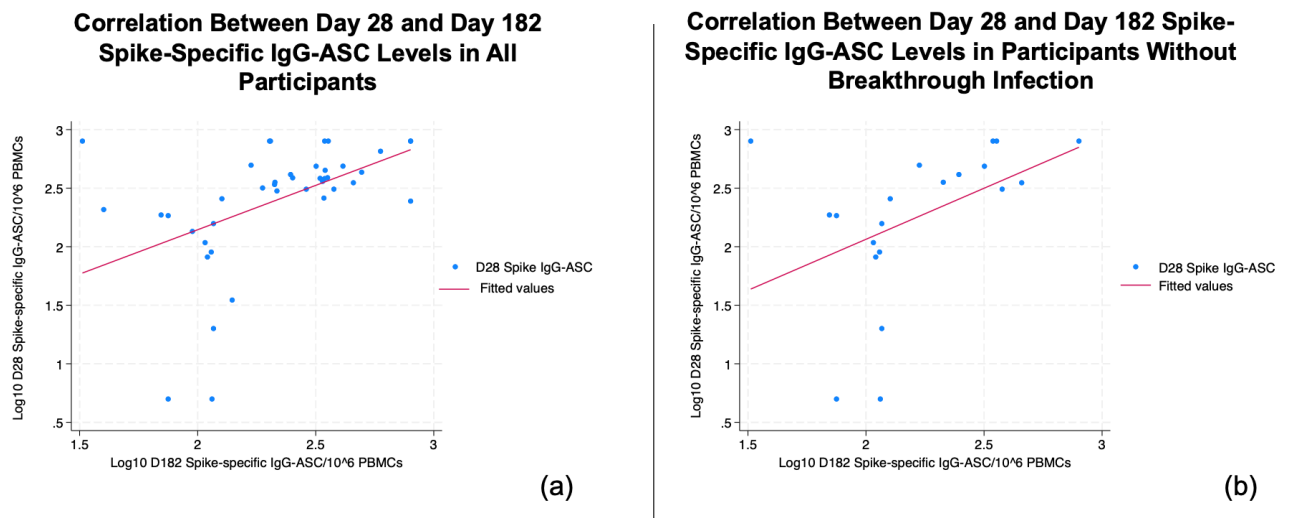 Correlation Between Day 28 and Day 182
Spike-Specific IgG-ASC Levels in All
Participants
Log10 D28 Spike-specific IgG-ASC/10^6 PBMCs
3
2.5
2
1.5
1
.5
1.5
2
2.5
3
Log10 D182 Spike-specific IgG-ASC/10^6 PBMCs
D28 Spike IgG-ASC
Fitted values
(a)
Correlation Between Day 28 and Day 182 Spike-
Specific IgG-ASC Levels in Participants Without
Breakthrough Infection
Log10 D28 Spike-specific IgG-ASC/10^6 PBMCs
3
2.5
2
1.5
1
.5
1.5
2
2.5
3
Log10 D182 Spike-specific IgG-ASC/10^6 PBMCs
D28 Spike IgG-ASC
Fitted values
(b)